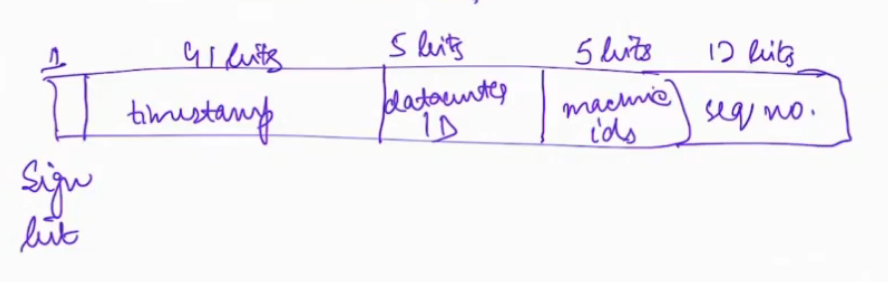 1 41 bits 5 bits 5 bits 12 bits
timestamp datacenter ID machine ids seq no.
Sign
bit